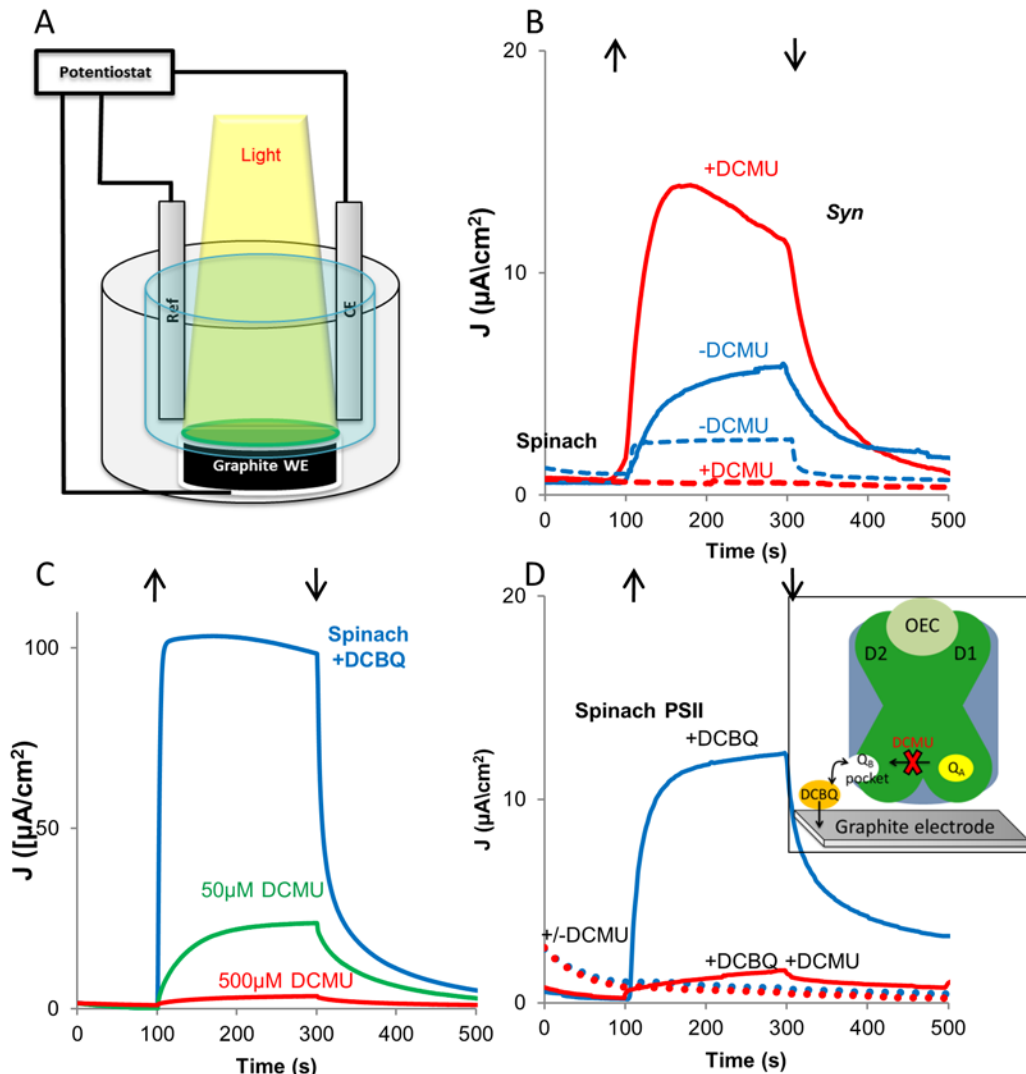 A
Potentiostat
Light
Ref
CE
Graphite WE
B
20
10
0
J (µA\cm²)
+DCMU
Syn
-DCMU
-DCMU
Spinach
+DCMU
0 100 200 300 400 500
Time (s)
C
100
50
0
J ([µA/cm²)
Spinach
+DCBQ
50µM DCMU
500µM DCMU
0 100 200 300 400 500
Time (s)
D
20
10
0
J (µA\cm²)
Spinach PSII
+DCBQ
+/-DCMU
+DCBQ +DCMU
OEC
D2 D1
DCMU
QB
pocket
QA
DCBQ
Graphite electrode
0 100 200 300 400 500
Time (s)